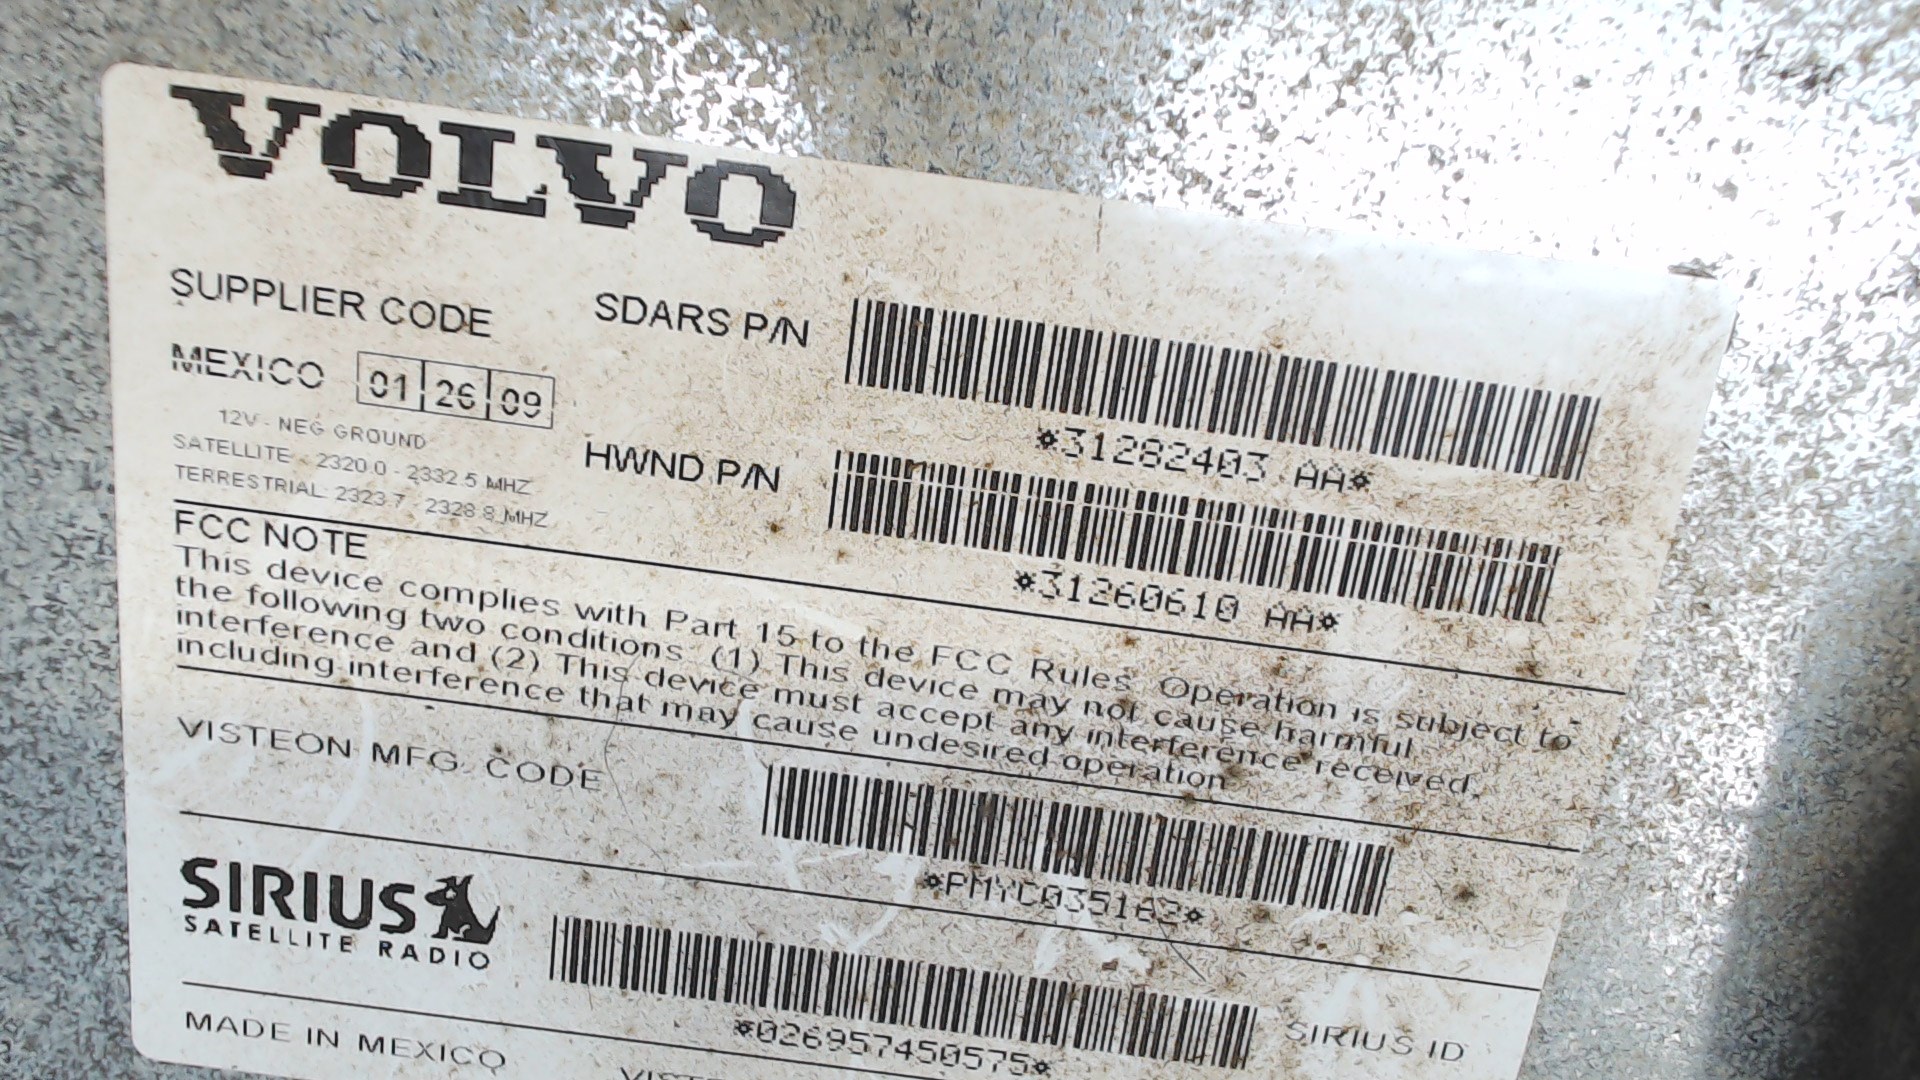 VOLVO
SUPPLIER CODE
SDARS P/N
*31282403 AA*
MEXICO 01 26 09
12V - NEG GROUND
SATELLITE - 2320.0 - 2332.5 MHZ
TERRESTRIAL: 2323.7 - 2328.8 MHZ
HWND P/N
*31260610 AA*
FCC NOTE
This device complies with Part 15 to the FCC Rules. Operation is subject to
the following two conditions (1) This device may not cause harmful
interference and (2) This device must accept any interference received,
including interference that may cause undesired operation
VISTEON MFG. CODE
*PMYC035162*
SIRIUS
SATELLITE RADIO
*026957450575*
SIRIUS ID
MADE IN MEXICO